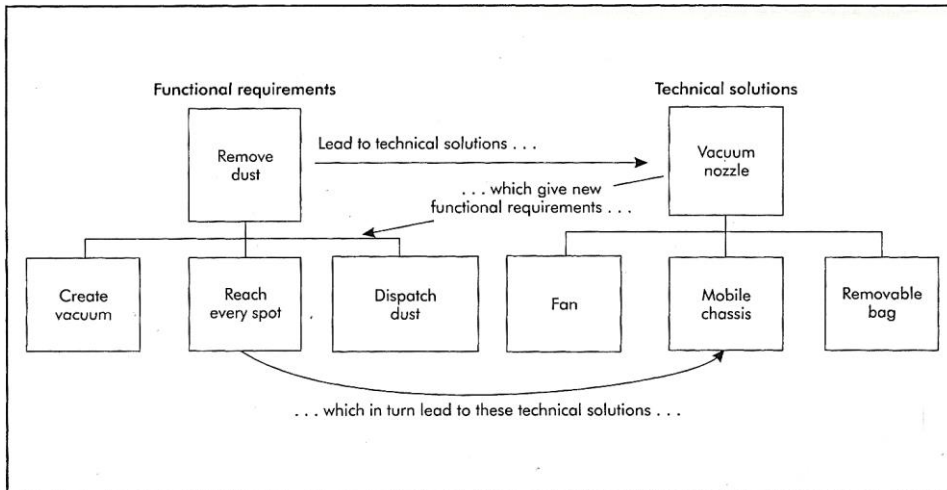 Functional requirements
Technical solutions
Remove
dust
Lead to technical solutions . . .
Vacuum
nozzle
. . . which give new
functional requirements . . .
Create
vacuum
Reach
every spot
Dispatch
dust
Fan
Mobile
chassis
Removable
bag
. . . which in turn lead to these technical solutions . . .